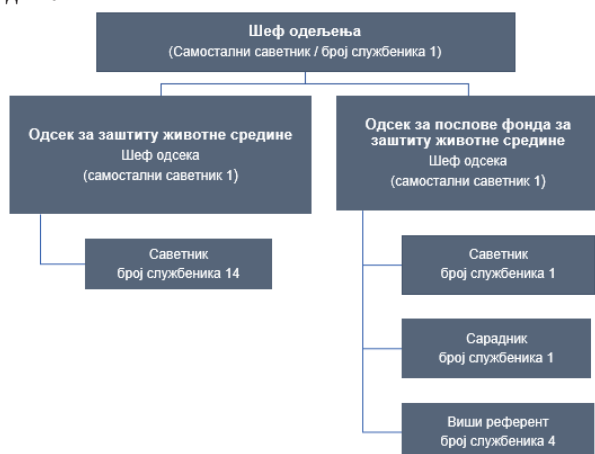 Шеф одељења
(Самостални саветник / број службеника 1)
Одсек за заштиту животне средине
Шеф одсека
(самостални саветник 1)
Одсек за послове фонда за
заштиту животне средине
Шеф одсека
(самостални саветник 1)
Саветник
број службеника 14
Саветник
број службеника 1
Сарадник
број службеника 1
Виши референт
број службеника 4